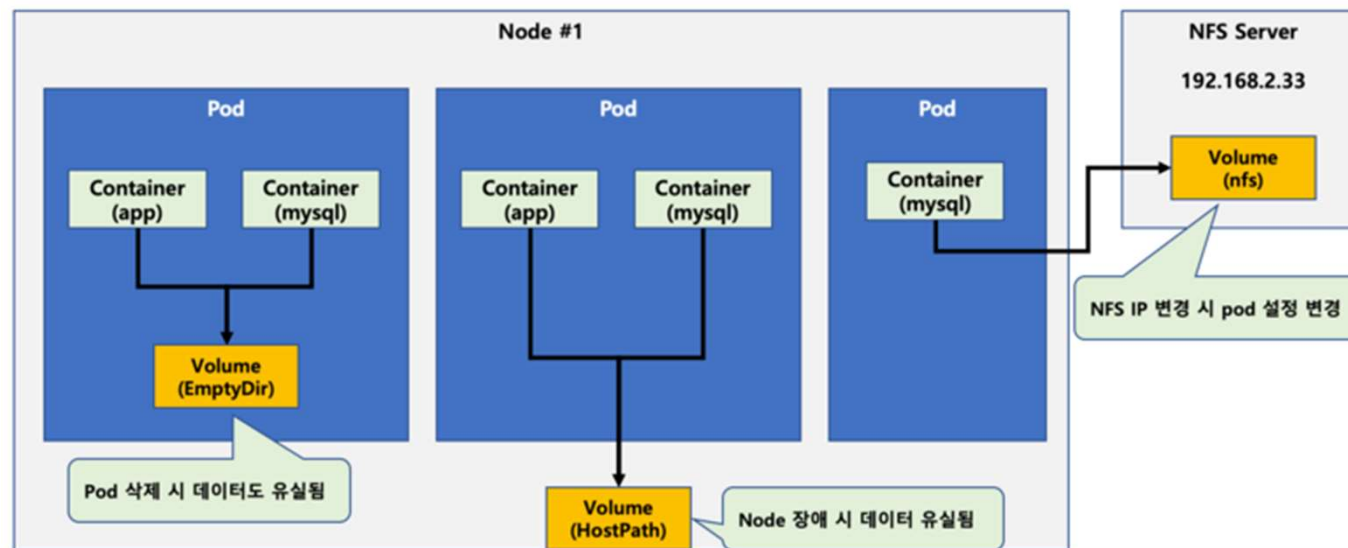 Node #1
NFS Server
192.168.2.33
Pod
Pod
Pod
Container
(app)
Container
(mysql)
Container
(app)
Container
(mysql)
Container
(mysql)
Volume
(nfs)
NFS IP 변경 시 pod 설정 변경
Volume
(EmptyDir)
Pod 삭제 시 데이터도 유실됨
Volume
(HostPath)
Node 장애 시 데이터 유실됨